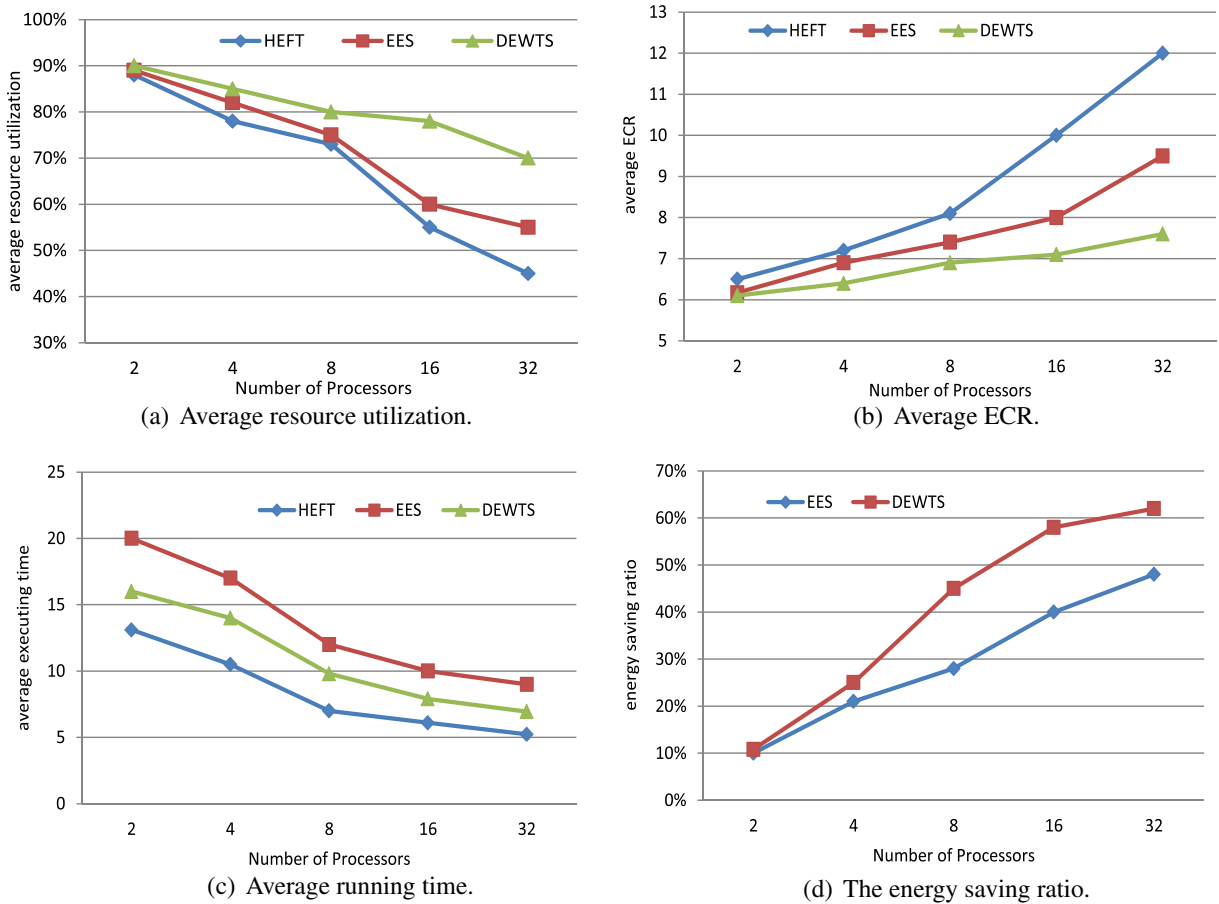 100%
90%
80%
70%
60%
50%
40%
30%
average resource utilization
HEFT EES DEWTS
2 4 8 16 32
Number of Processors
(a) Average resource utilization.
13
12
11
10
9
8
7
6
5
average ECR
HEFT EES DEWTS
2 4 8 16 32
Number of Processors
(b) Average ECR.
25
20
15
10
5
0
average executing time
HEFT EES DEWTS
2 4 8 16 32
Number of Processors
(c) Average running time.
70%
60%
50%
40%
30%
20%
10%
0%
energy saving ratio
EES DEWTS
2 4 8 16 32
Number of Processors
(d) The energy saving ratio.